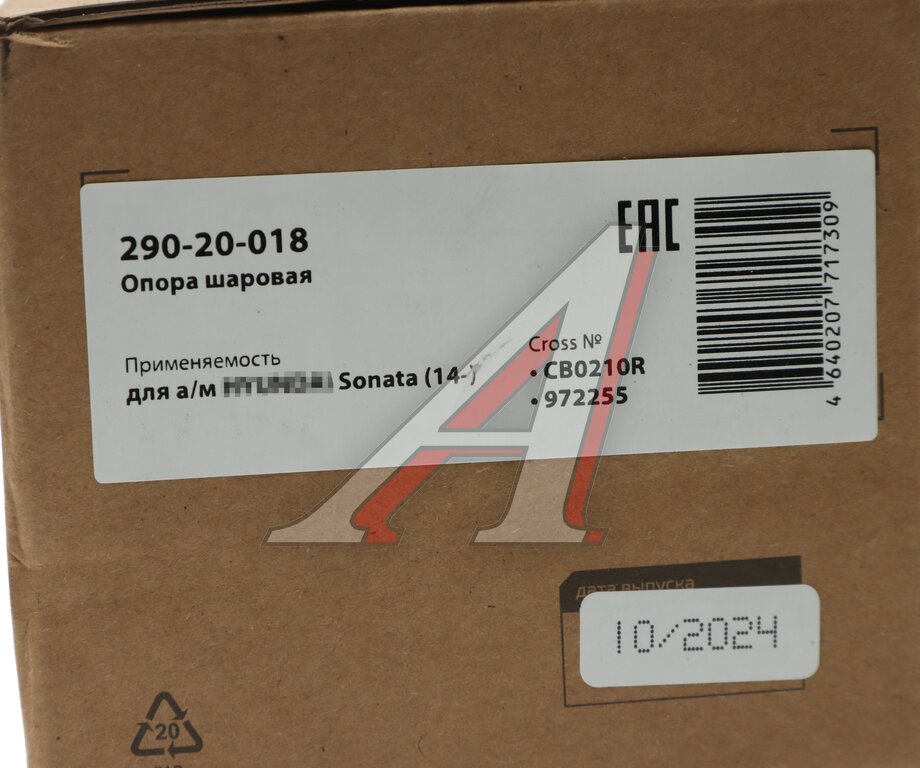 290-20-018
Опора шаровая
Применяемость
для а/м Sonata (14-)
EAC
Cross №
• CB0210R
• 972255
4 640207 717309
дата выпуска
10/2024
20